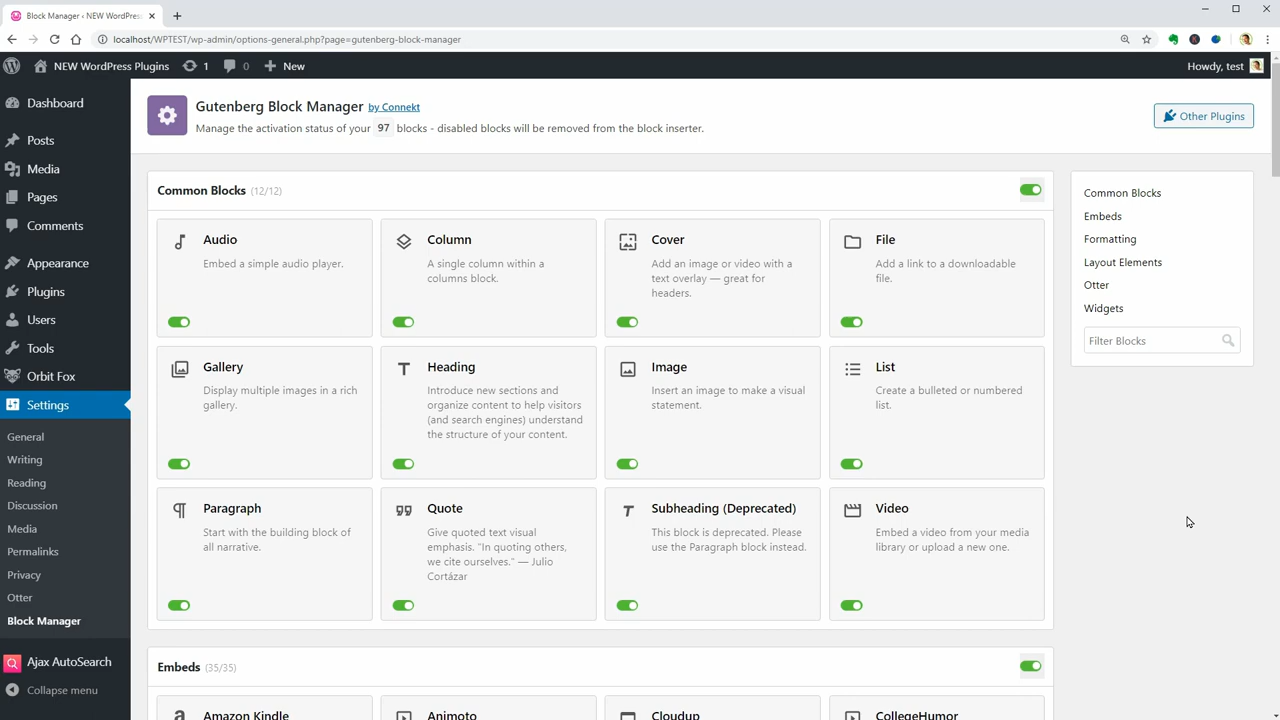 Block Manager ‹ NEW WordPress
localhost/WPTEST/wp-admin/options-general.php?page=gutenberg-block-manager
NEW WordPress Plugins
1
0
New
Howdy, test
Dashboard
Posts
Media
Pages
Comments
Appearance
Plugins
Users
Tools
Orbit Fox
Settings
General
Writing
Reading
Discussion
Media
Permalinks
Privacy
Otter
Block Manager
Ajax AutoSearch
Collapse menu
Gutenberg Block Manager by Connekt
Manage the activation status of your 97 blocks - disabled blocks will be removed from the block inserter.
Other Plugins
Common Blocks (12/12)
Audio
Embed a simple audio player.
Column
A single column within a
columns block.
Cover
Add an image or video with a
text overlay — great for
headers.
File
Add a link to a downloadable
file.
Gallery
Display multiple images in a rich
gallery.
Heading
Introduce new sections and
organize content to help visitors
(and search engines) understand
the structure of your content.
Image
Insert an image to make a visual
statement.
List
Create a bulleted or numbered
list.
Paragraph
Start with the building block of
all narrative.
Quote
Give quoted text visual
emphasis. "In quoting others,
we cite ourselves." — Julio
Cortázar
Subheading (Deprecated)
This block is deprecated. Please
use the Paragraph block instead.
Video
Embed a video from your media
library or upload a new one.
Embeds (35/35)
Amazon Kindle
Animoto
Cloudup
CollegeHumor
Common Blocks
Embeds
Formatting
Layout Elements
Otter
Widgets
Filter Blocks